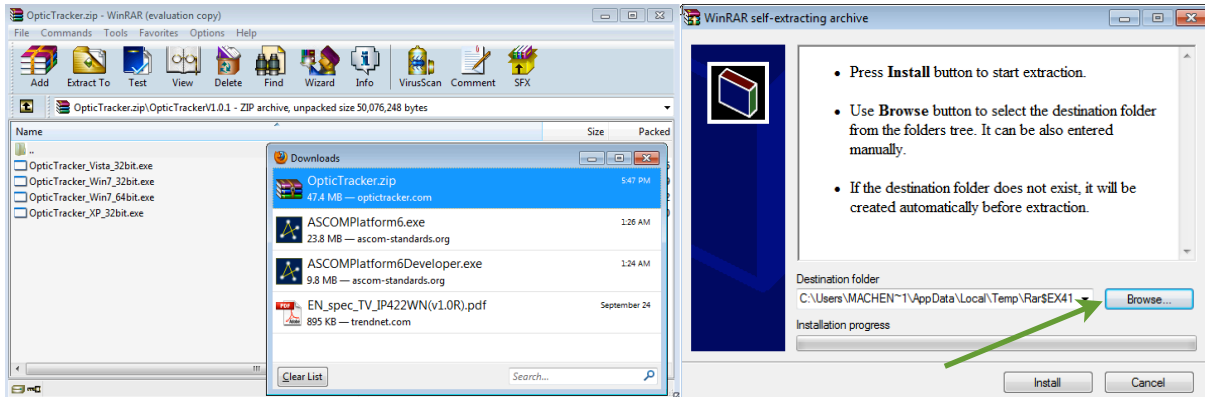 OpticTracker.zip - WinRAR (evaluation copy)
File Commands Tools Favorites Options Help
Add Extract To Test View Delete Find Wizard Info VirusScan Comment SFX
OpticTracker.zip\OpticTrackerV1.0.1 - ZIP archive, unpacked size 50,076,248 bytes
Name Size Packed
..
OpticTracker_Vista_32bit.exe
OpticTracker_Win7_32bit.exe
OpticTracker_Win7_64bit.exe
OpticTracker_XP_32bit.exe
Downloads
OpticTracker.zip 5:47 PM
47.4 MB — optictracker.com
ASCOMPlatform6.exe 1:26 AM
23.8 MB — ascom-standards.org
ASCOMPlatform6Developer.exe 1:24 AM
9.8 MB — ascom-standards.org
EN_spec_TV_IP422WN(v1.0R).pdf September 24
895 KB — trendnet.com
Clear List Search...
WinRAR self-extracting archive
• Press Install button to start extraction.
• Use Browse button to select the destination folder
from the folders tree. It can be also entered
manually.
• If the destination folder does not exist, it will be
created automatically before extraction.
Destination folder
C:\Users\MACHEN~1\AppData\Local\Temp\Rar$EX41 Browse...
Installation progress
Install Cancel